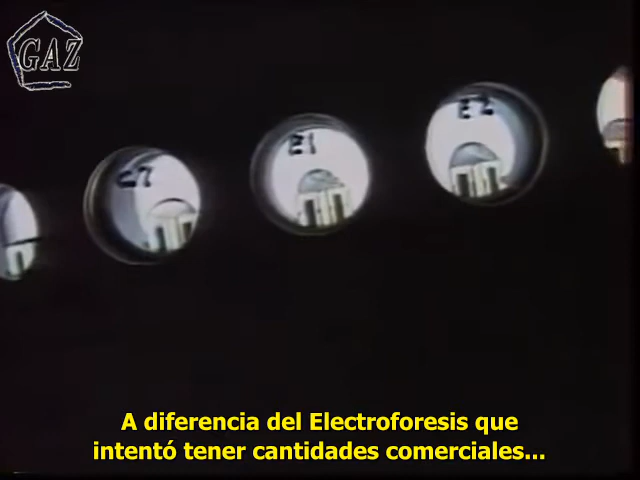 GAZ
E1
E2
A diferencia del Electroforesis que
intentó tener cantidades comerciales...